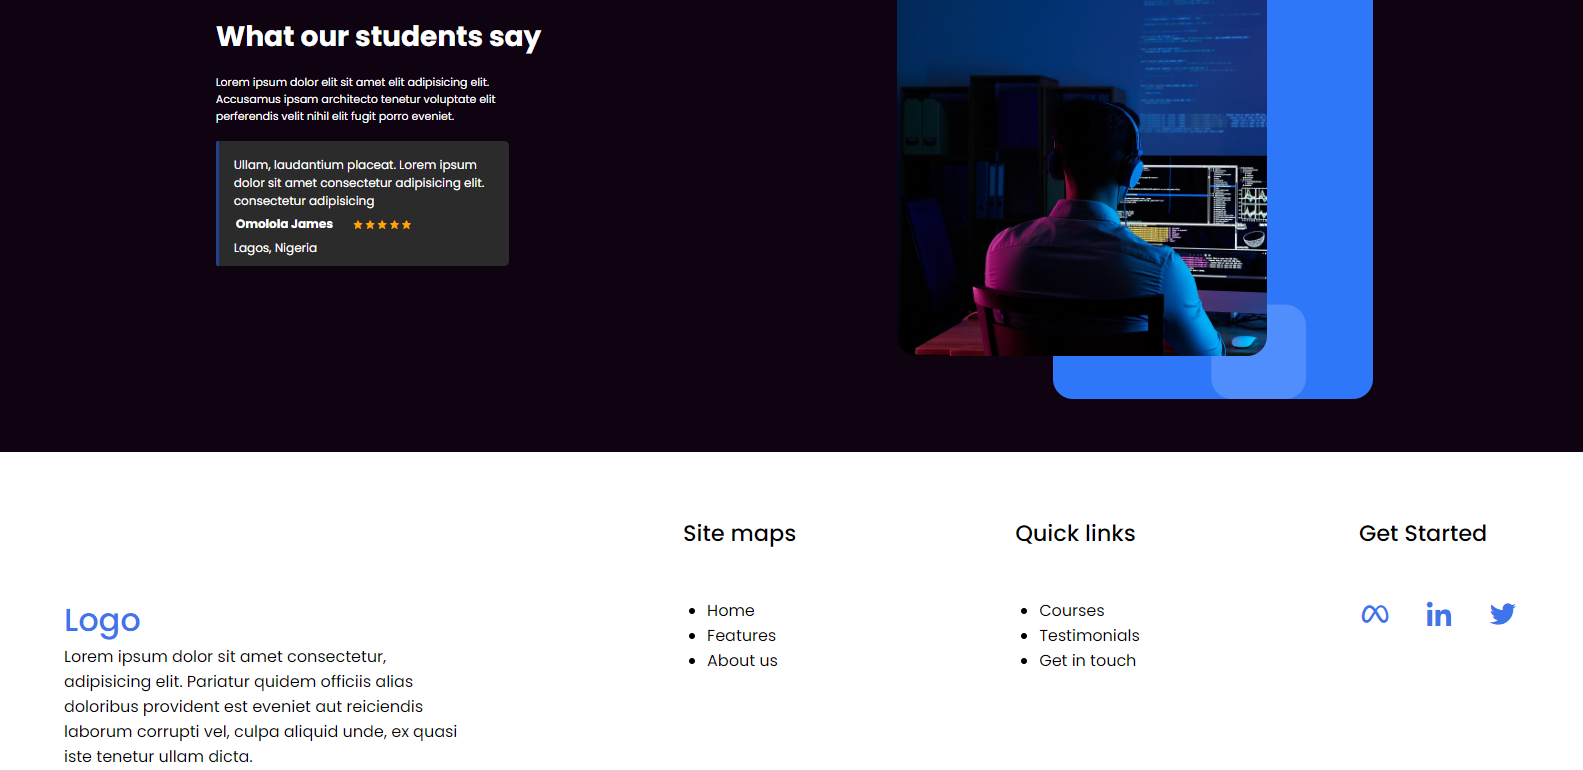 What our students say
Lorem ipsum dolor elit sit amet elit adipisicing elit.
Accusamus ipsam architecto tenetur voluptate elit
perferendis velit nihil elit fugit porro eveniet.
Ullam, laudantium placeat. Lorem ipsum
dolor sit amet consectetur adipisicing elit.
consectetur adipisicing
Omolola James
Lagos, Nigeria
Logo
Lorem ipsum dolor sit amet consectetur,
adipisicing elit. Pariatur quidem officiis alias
doloribus provident est eveniet aut reiciendis
laborum corrupti vel, culpa aliquid unde, ex quasi
iste tenetur ullam dicta.
Site maps
Home
Features
About us
Quick links
Courses
Testimonials
Get in touch
Get Started
in